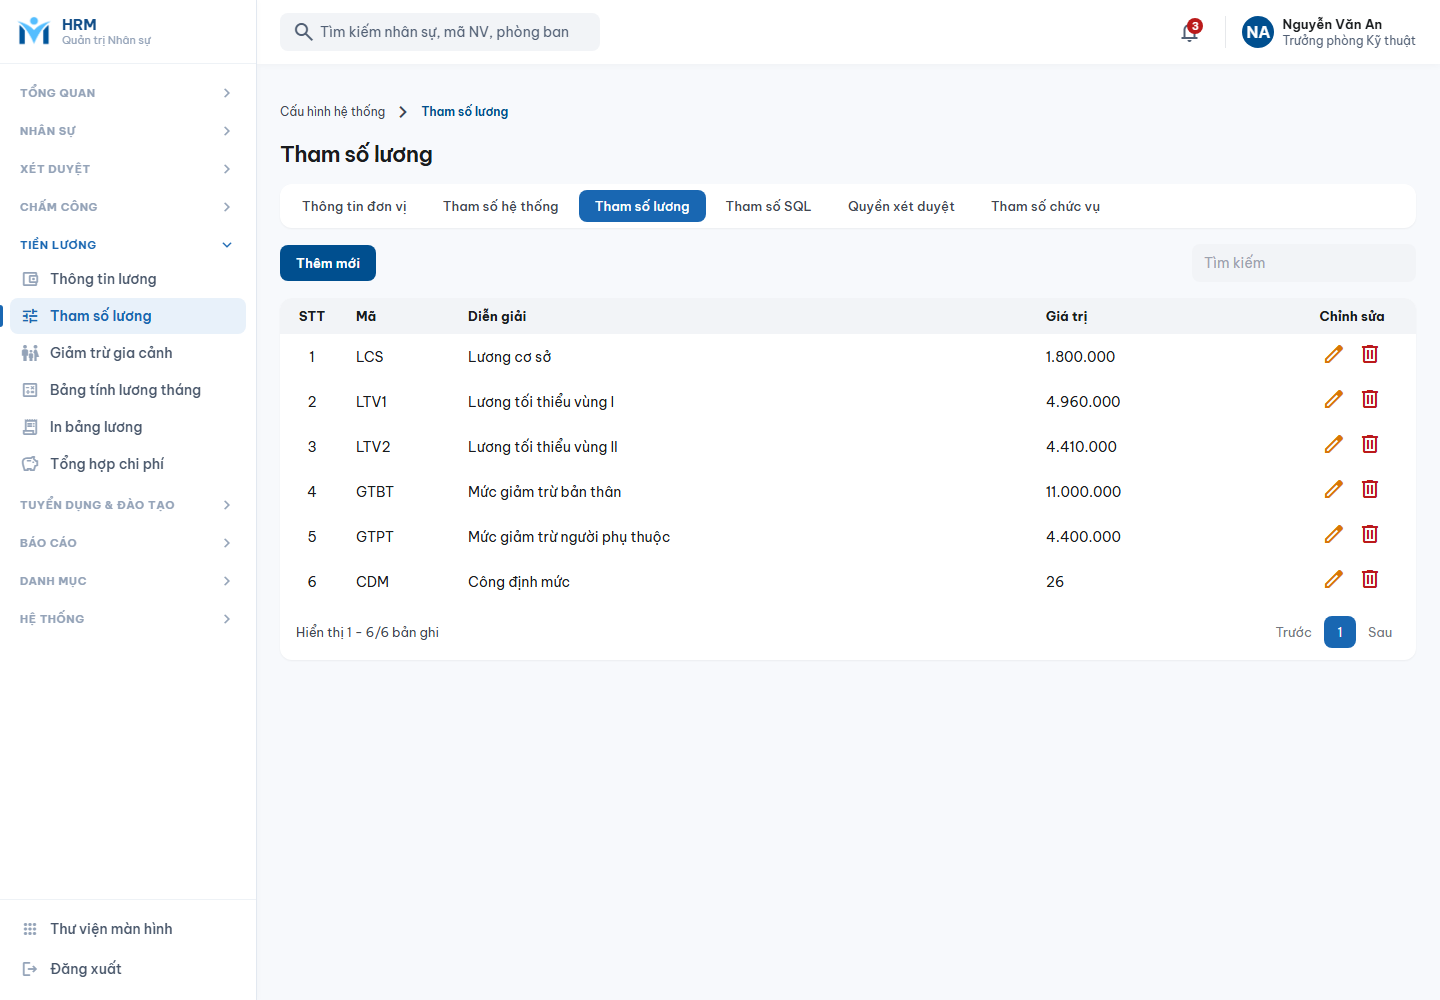 HRM
Quản trị Nhân sự
Tìm kiếm nhân sự, mã NV, phòng ban
3
NA
Nguyễn Văn An
Trưởng phòng Kỹ thuật
TỔNG QUAN
NHÂN SỰ
XÉT DUYỆT
CHẤM CÔNG
TIỀN LƯƠNG
Thông tin lương
Tham số lương
Giảm trừ gia cảnh
Bảng tính lương tháng
In bảng lương
Tổng hợp chi phí
TUYỂN DỤNG & ĐÀO TẠO
BÁO CÁO
DANH MỤC
HỆ THỐNG
Thư viện màn hình
Đăng xuất
Cấu hình hệ thống
Tham số lương
Tham số lương
Thông tin đơn vị
Tham số hệ thống
Tham số lương
Tham số SQL
Quyền xét duyệt
Tham số chức vụ
Thêm mới
Tìm kiếm
STT Mã Diễn giải Giá trị Chỉnh sửa
1 LCS Lương cơ sở 1.800.000
2 LTV1 Lương tối thiểu vùng I 4.960.000
3 LTV2 Lương tối thiểu vùng II 4.410.000
4 GTBT Mức giảm trừ bản thân 11.000.000
5 GTPT Mức giảm trừ người phụ thuộc 4.400.000
6 CDM Công định mức 26
Hiển thị 1 - 6/6 bản ghi
Trước 1 Sau